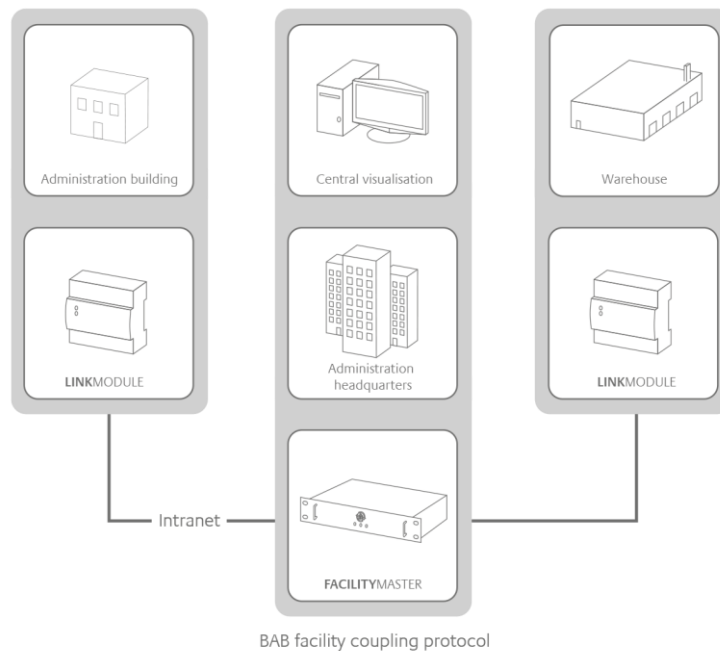 Administration building
LINKMODULE
Central visualisation
Administration
headquarters
FACILITYMASTER
Warehouse
LINKMODULE
Intranet
BAB facility coupling protocol